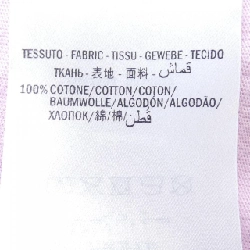 TESSUTO - FABRIC - TISSU - GEWEBE - TECIDO
ТКАНЬ - 表地 - 面料 - قماش
100% COTONE/COTTON/COTON/
BAUMWOLLE/ALGODÓN/ALGODÃO/
ХЛОПОК/綿/棉/قطن